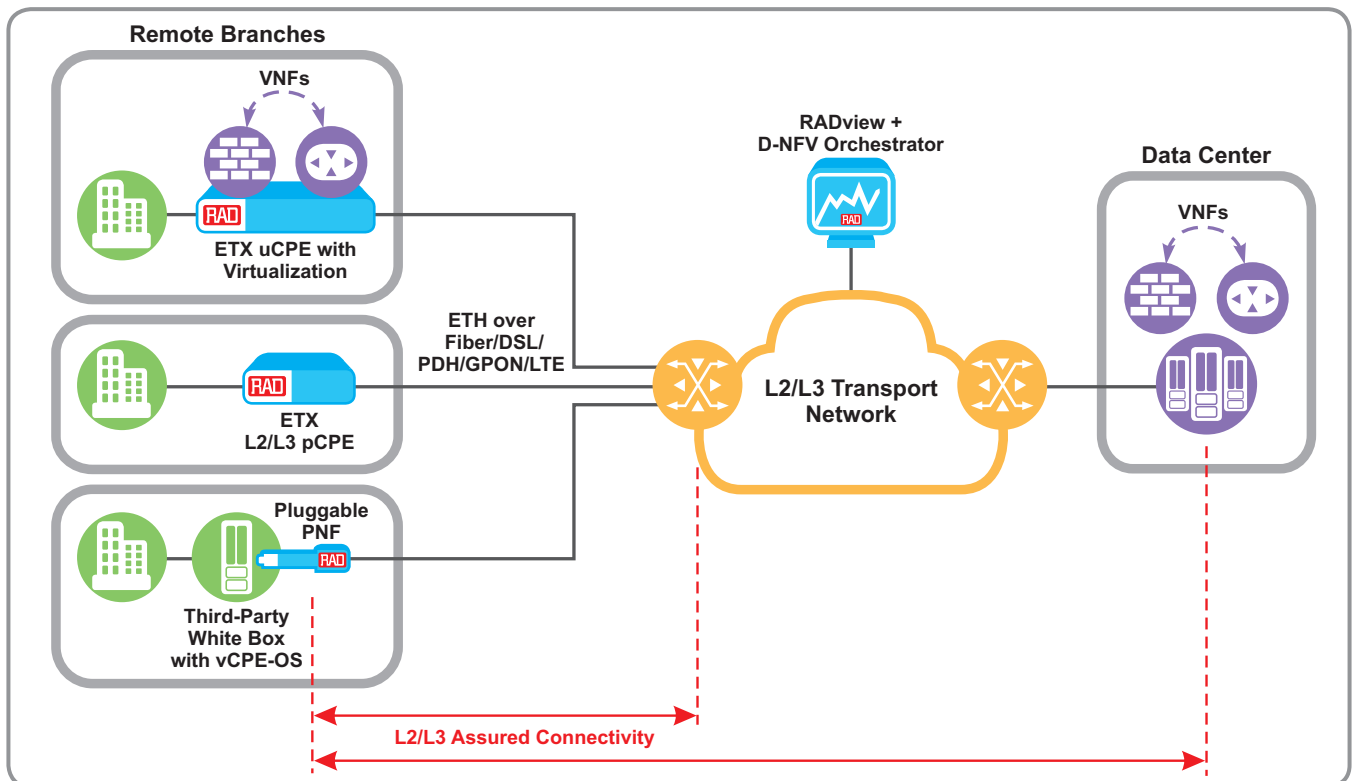 Remote Branches
VNFs
RAD
ETX uCPE with
Virtualization
RAD
ETX
L2/L3 pCPE
Pluggable
PNF
RAD
Third-Party
White Box
with vCPE-OS
ETH over
Fiber/DSL/
PDH/GPON/LTE
RADview +
D-NFV Orchestrator
RAD
L2/L3 Transport
Network
Data Center
VNFs
L2/L3 Assured Connectivity